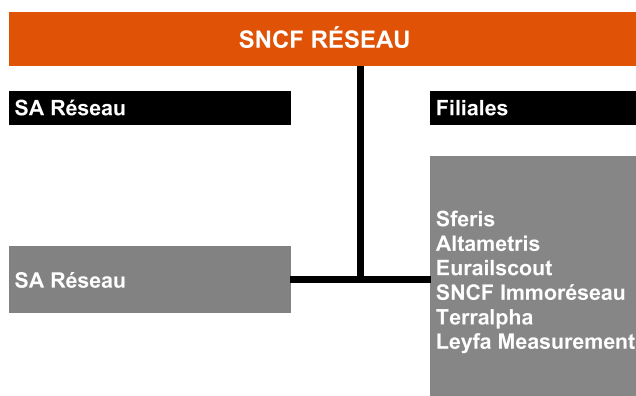 SNCF RÉSEAU
SA Réseau
Filiales
SA Réseau
Sferis
Altametris
Eurailscout
SNCF Immoréseau
Terralpha
Leyfa Measurement